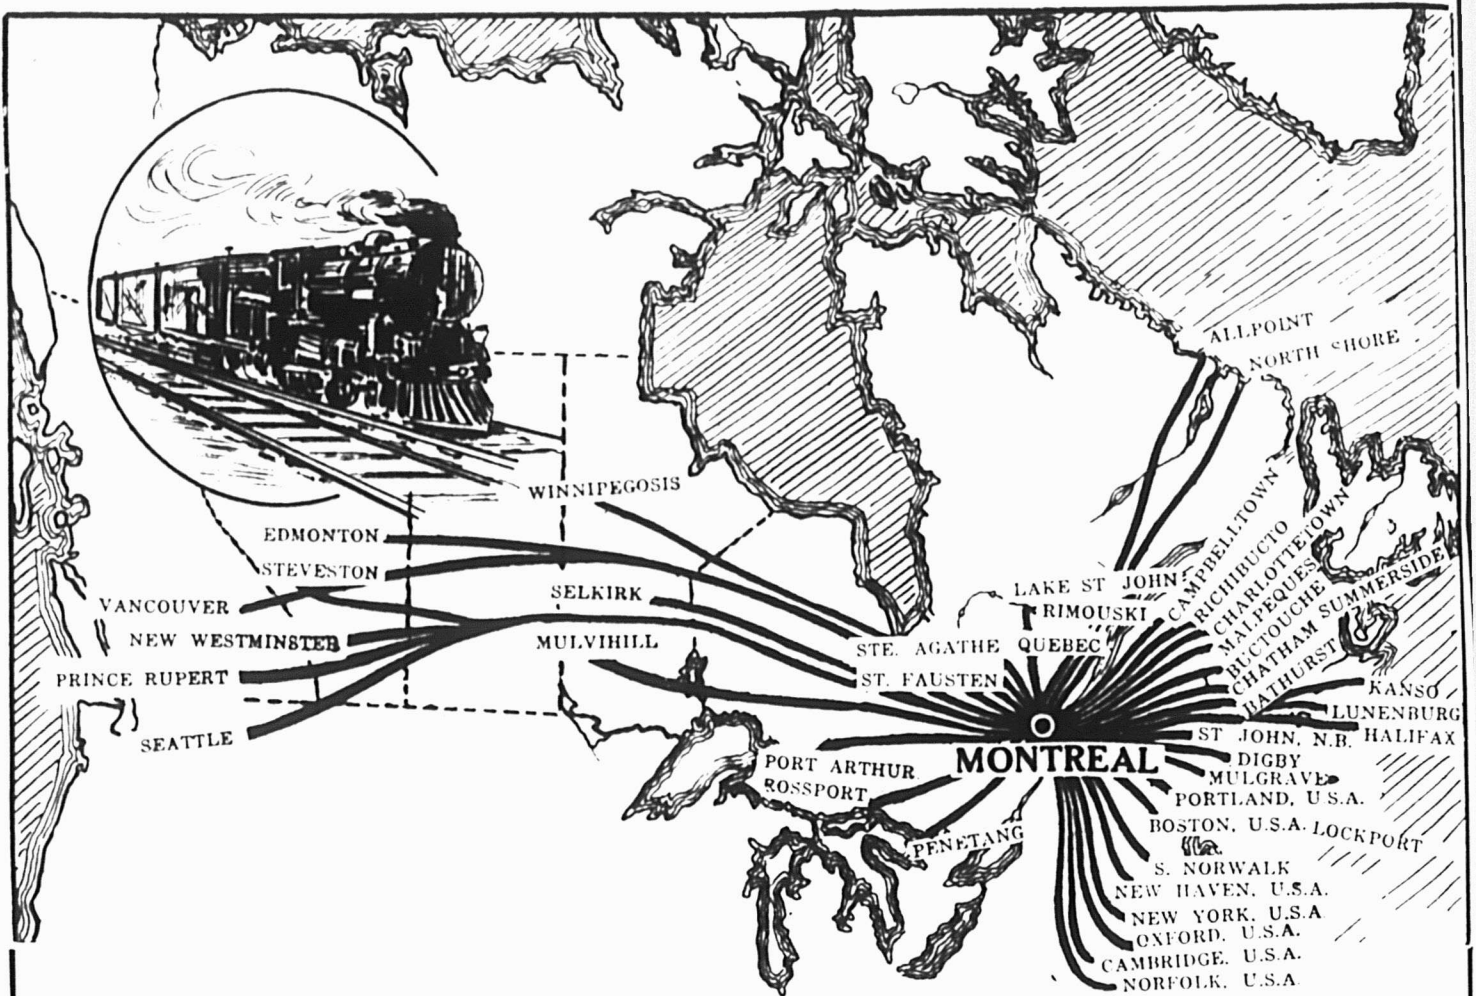 ALLPOINT
NORTH SHORE
WINNIPEGOSIS
EDMONTON
STEVESTON
VANCOUVER
NEW WESTMINSTER
PRINCE RUPERT
SEATTLE
SELKIRK
MULVIHILL
LAKE ST JOHN
RIMOUSKI
STE. AGATHE QUEBEC
ST. FAUSTEN
CAMPBELLTOWN
RICHIBUCTO
CHARLOTTETOWN
MALPEQUES
BUCTOUCHE
CHATHAM SUMMERSIDE
BATHURST
KANSO
LUNENBURG
HALIFAX
ST JOHN, N.B.
DIGBY
MULGRAVE
PORTLAND, U.S.A.
BOSTON, U.S.A. LOCKPORT
S. NORWALK
NEW HAVEN, U.S.A.
NEW YORK, U.S.A
OXFORD, U.S.A.
CAMBRIDGE, U.S.A.
NORFOLK, U.S.A.
MONTREAL
PORT ARTHUR
ROSSPORT
PENETANG